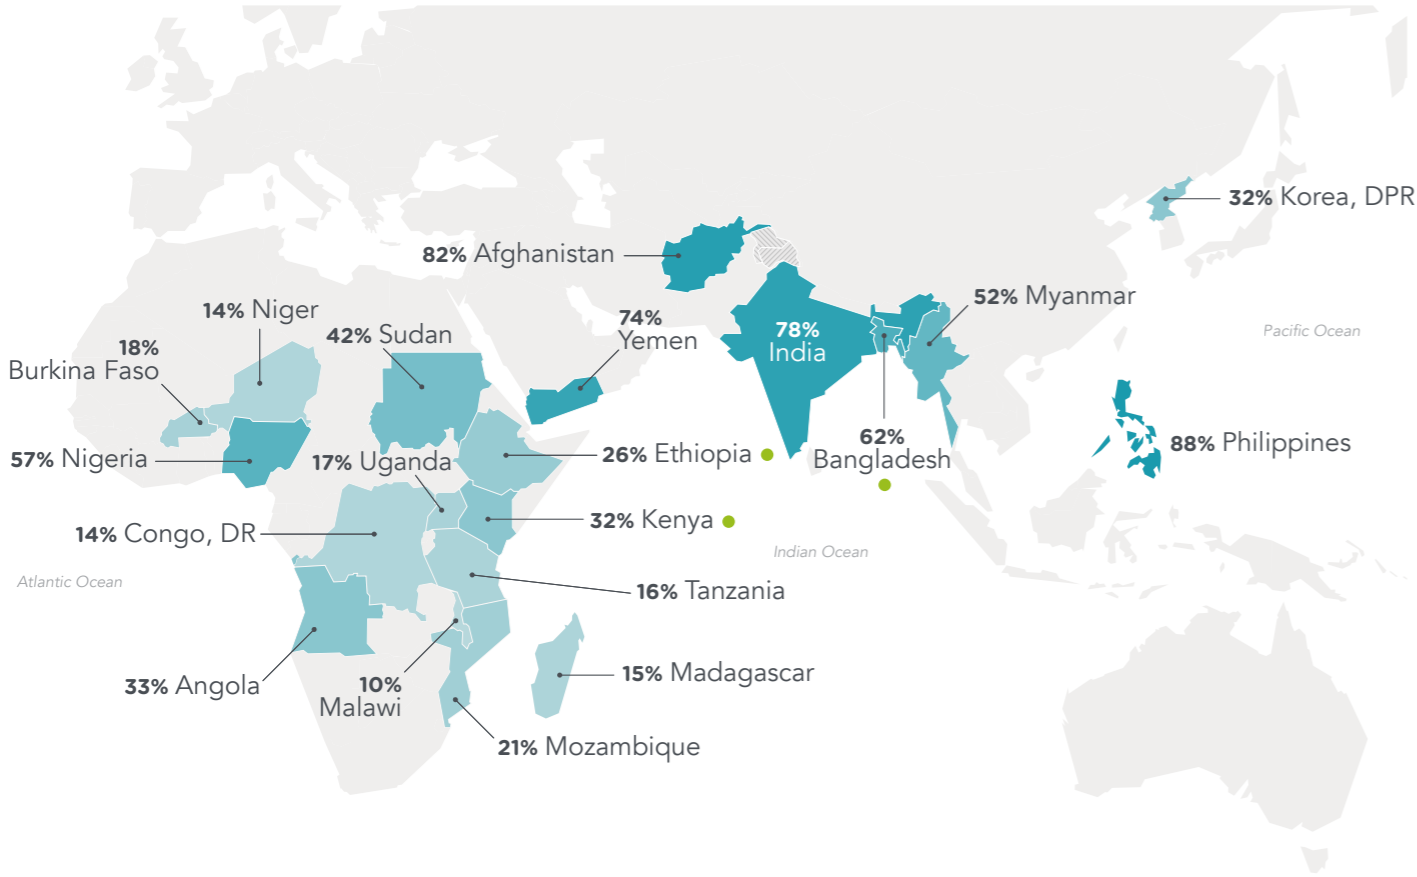 32% Korea, DPR
82% Afghanistan
52% Myanmar
14% Niger
74%
Yemen
42% Sudan
78%
India
Pacific Ocean
18%
Burkina Faso
62%
Bangladesh
88% Philippines
57% Nigeria
17% Uganda
26% Ethiopia
32% Kenya
14% Congo, DR
Indian Ocean
Atlantic Ocean
16% Tanzania
15% Madagascar
33% Angola
10%
Malawi
21% Mozambique